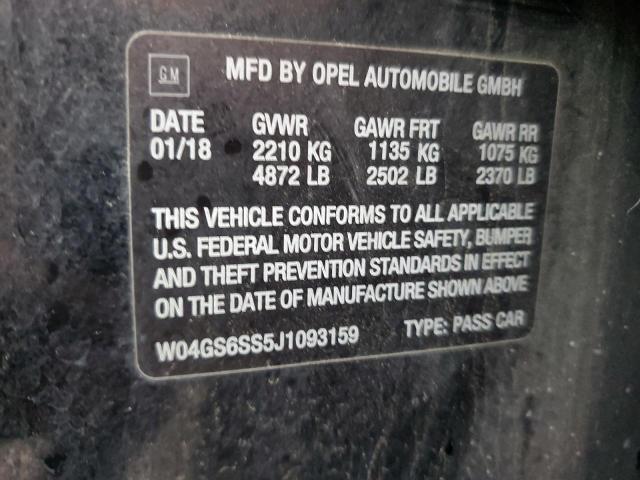 GM MFD BY OPEL AUTOMOBILE GMBH
DATE GVWR GAWR FRT GAWR RR
01/18 2210 KG 1135 KG 1075 KG
4872 LB 2502 LB 2370 LB
THIS VEHICLE CONFORMS TO ALL APPLICABLE
U.S. FEDERAL MOTOR VEHICLE SAFETY, BUMPER
AND THEFT PREVENTION STANDARDS IN EFFECT
ON THE DATE OF MANUFACTURE SHOWN ABOVE
W04GS6SS5J1093159 TYPE: PASS CAR